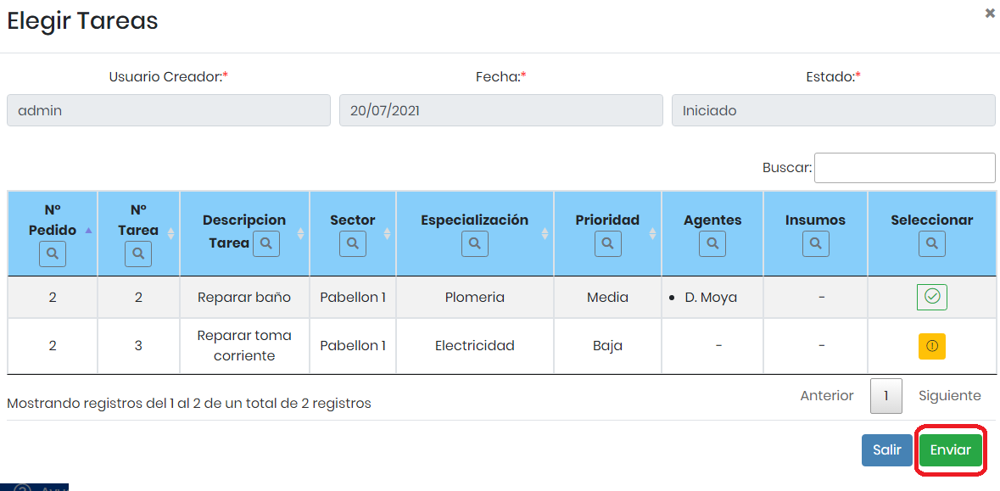 Elegir Tareas
Usuario Creador:* Fecha:* Estado:*
admin 20/07/2021 Iniciado
Buscar:
Nº Pedido Nº Tarea Descripcion Tarea Sector Especialización Prioridad Agentes Insumos Seleccionar
2 2 Reparar baño Pabellon 1 Plomeria Media • D. Moya -
2 3 Reparar toma corriente Pabellon 1 Electricidad Baja - -
Mostrando registros del 1 al 2 de un total de 2 registros
Anterior 1 Siguiente
Salir Enviar